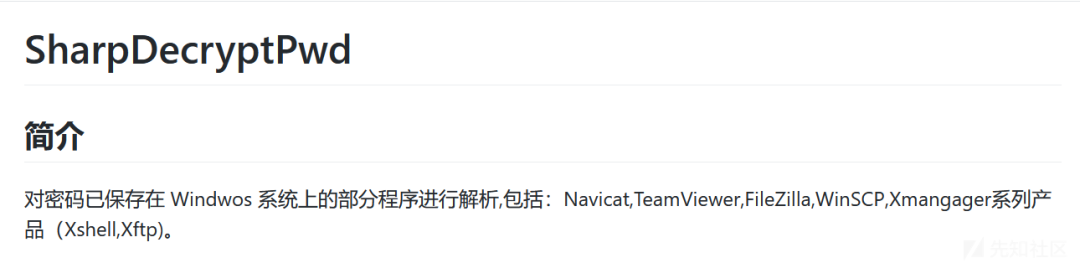 SharpDecryptPwd
简介
对密码已保存在 Windwos 系统上的部分程序进行解析,包括：Navicat,TeamViewer,FileZilla,WinSCP,Xmangager系列产
品（Xshell,Xftp)。
先知社区